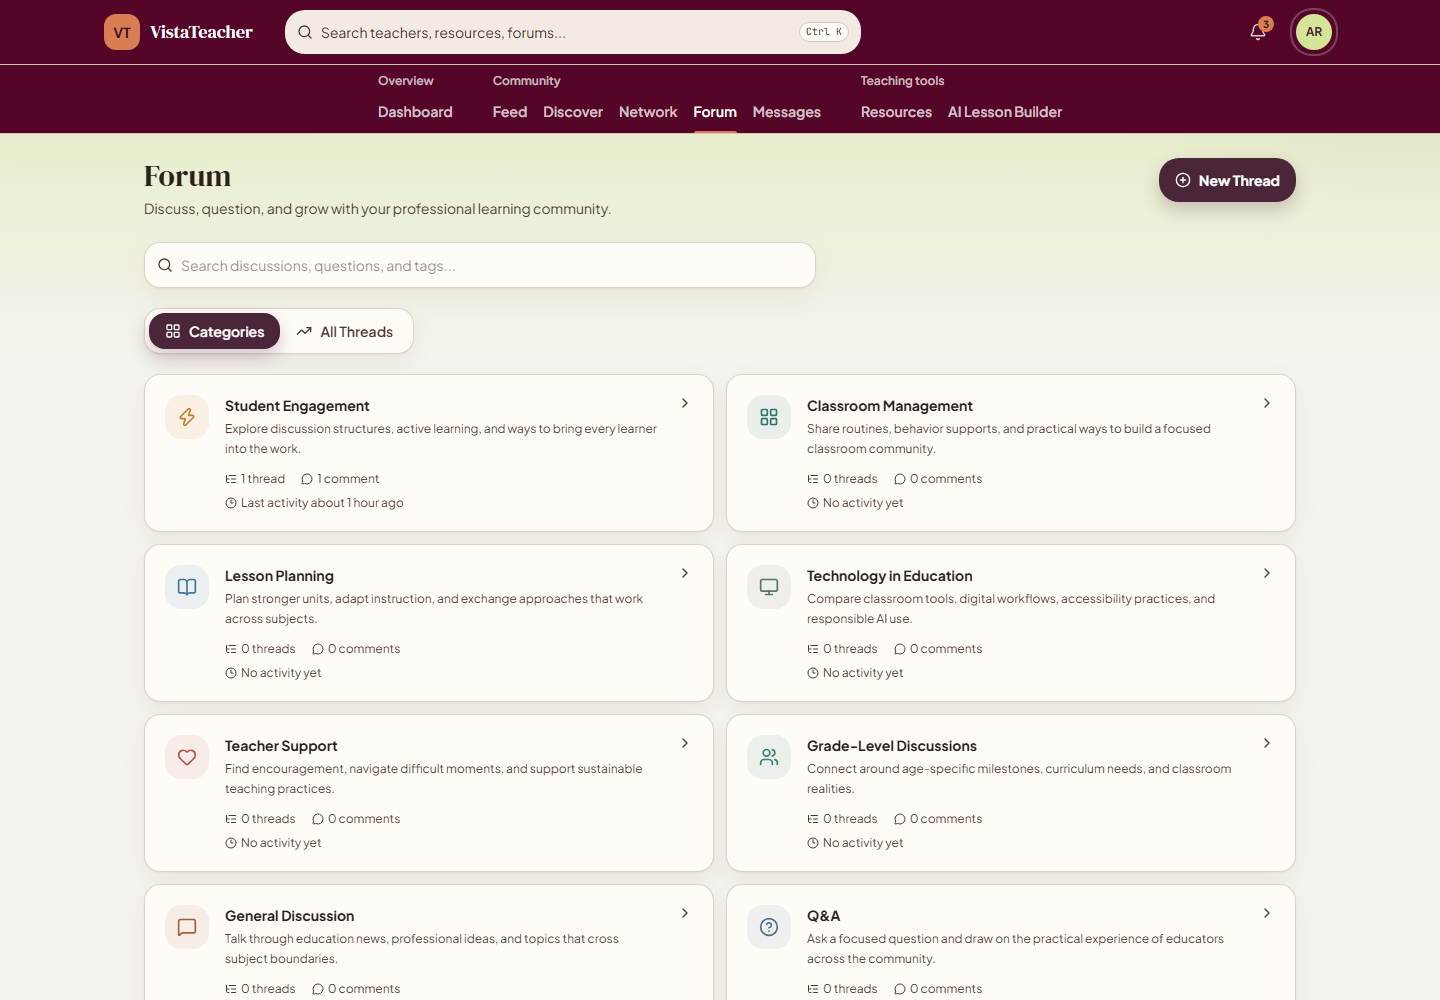 VT VistaTeacher
Search teachers, resources, forums...
Ctrl K
3
AR
Overview
Community
Teaching tools
Dashboard
Feed
Discover
Network
Forum
Messages
Resources
AI Lesson Builder
Forum
Discuss, question, and grow with your professional learning community.
New Thread
Search discussions, questions, and tags...
Categories
All Threads
Student Engagement
Explore discussion structures, active learning, and ways to bring every learner
into the work.
1 thread
1 comment
Last activity about 1 hour ago
Classroom Management
Share routines, behavior supports, and practical ways to build a focused
classroom community.
0 threads
0 comments
No activity yet
Lesson Planning
Plan stronger units, adapt instruction, and exchange approaches that work
across subjects.
0 threads
0 comments
No activity yet
Technology in Education
Compare classroom tools, digital workflows, accessibility practices, and
responsible AI use.
0 threads
0 comments
No activity yet
Teacher Support
Find encouragement, navigate difficult moments, and support sustainable
teaching practices.
0 threads
0 comments
No activity yet
Grade-Level Discussions
Connect around age-specific milestones, curriculum needs, and classroom
realities.
0 threads
0 comments
No activity yet
General Discussion
Talk through education news, professional ideas, and topics that cross
subject boundaries.
0 threads
0 comments
Q&A
Ask a focused question and draw on the practical experience of educators
across the community.
0 threads
0 comments